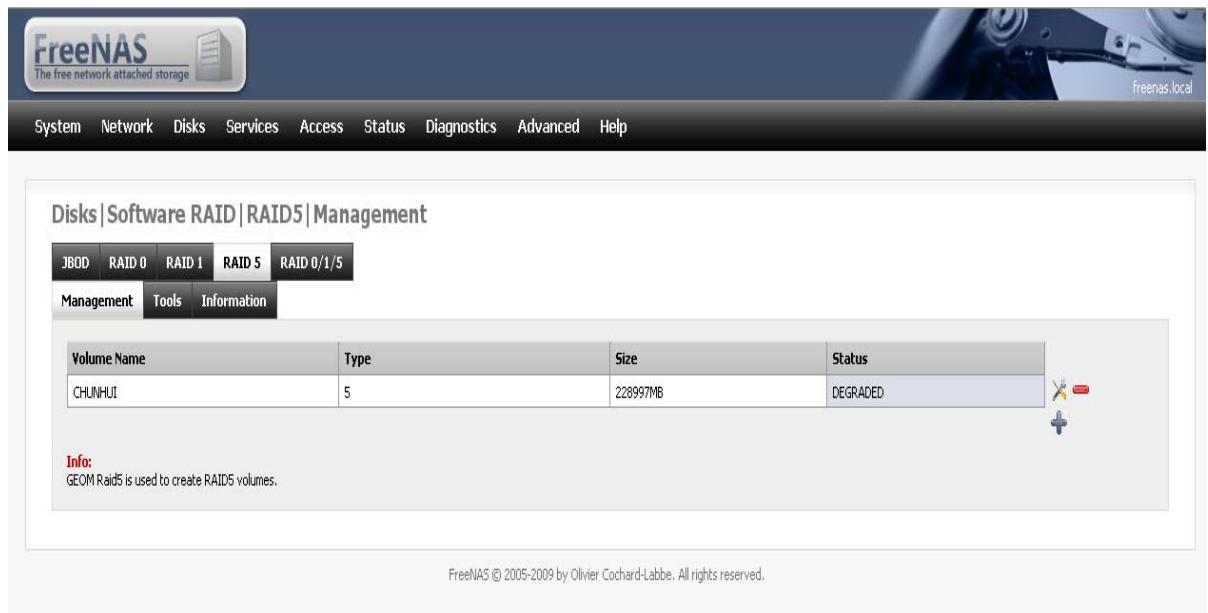 FreeNAS
The free network attached storage
freenas.local
System Network Disks Services Access Status Diagnostics Advanced Help
Disks|Software RAID|RAID5|Management
JBOD RAID 0 RAID 1 RAID 5 RAID 0/1/5
Management Tools Information
Volume Name Type Size Status
CHUNHUI 5 228997MB DEGRADED
Info:
GEOM Raid5 is used to create RAID5 volumes.
FreeNAS © 2005-2009 by Olivier Cochard-Labbe. All rights reserved.